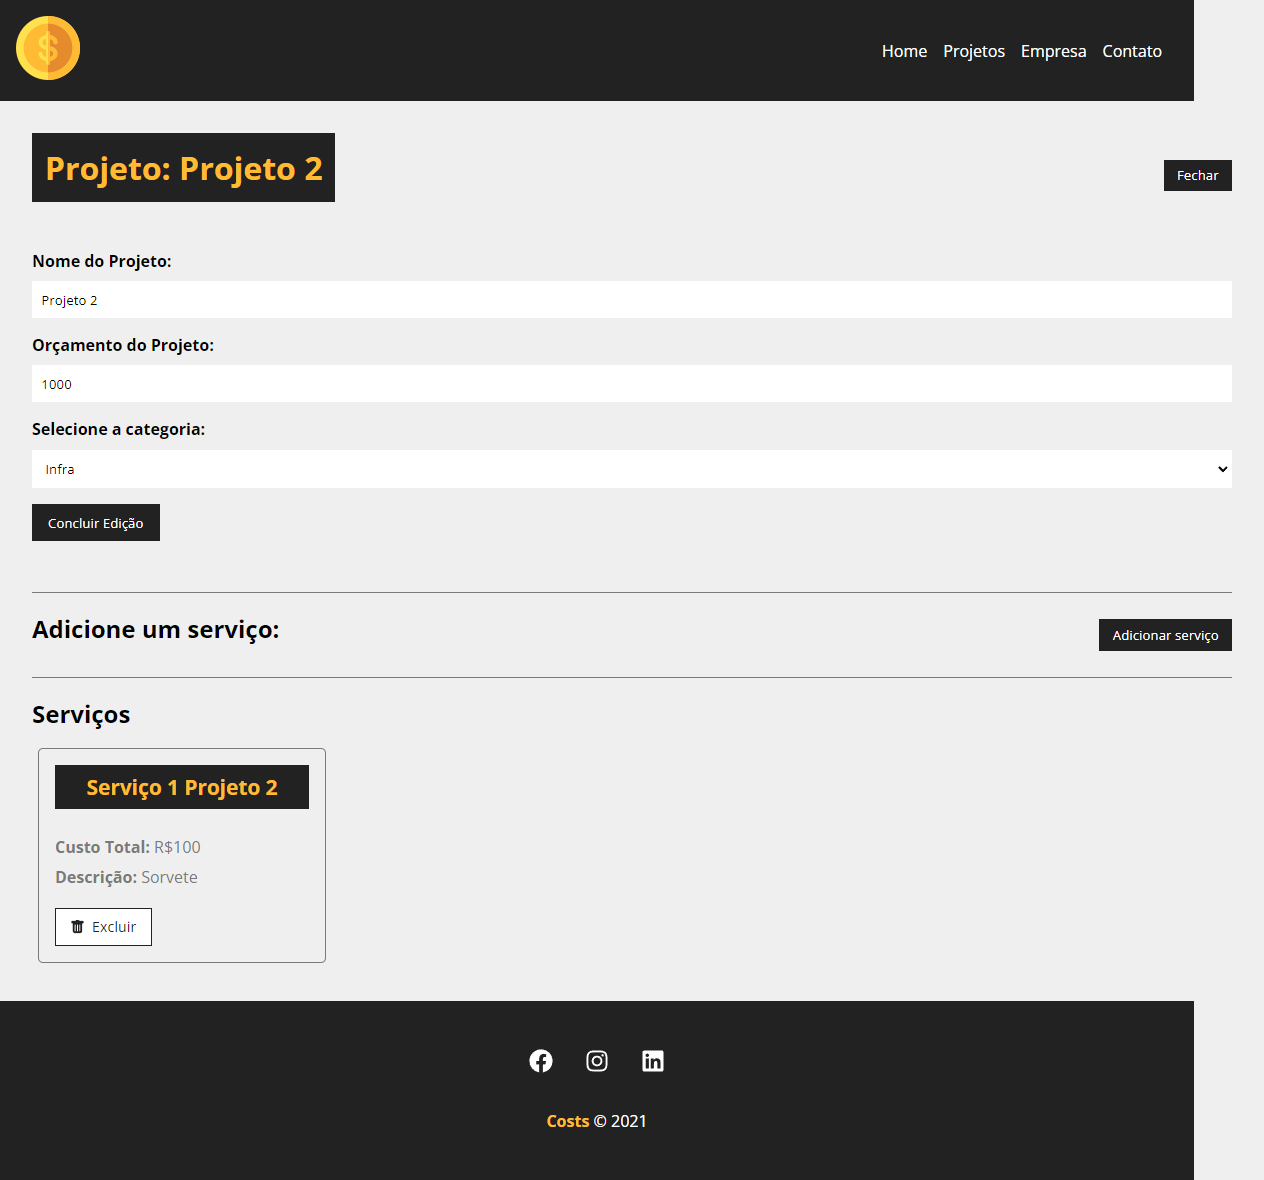 $
Home Projetos Empresa Contato
Projeto: Projeto 2
Fechar
Nome do Projeto:
Projeto 2
Orçamento do Projeto:
1000
Selecione a categoria:
Infra
Concluir Edição
Adicione um serviço:
Adicionar serviço
Serviços
Serviço 1 Projeto 2
Custo Total: R$100
Descrição: Sorvete
Excluir
Costs © 2021